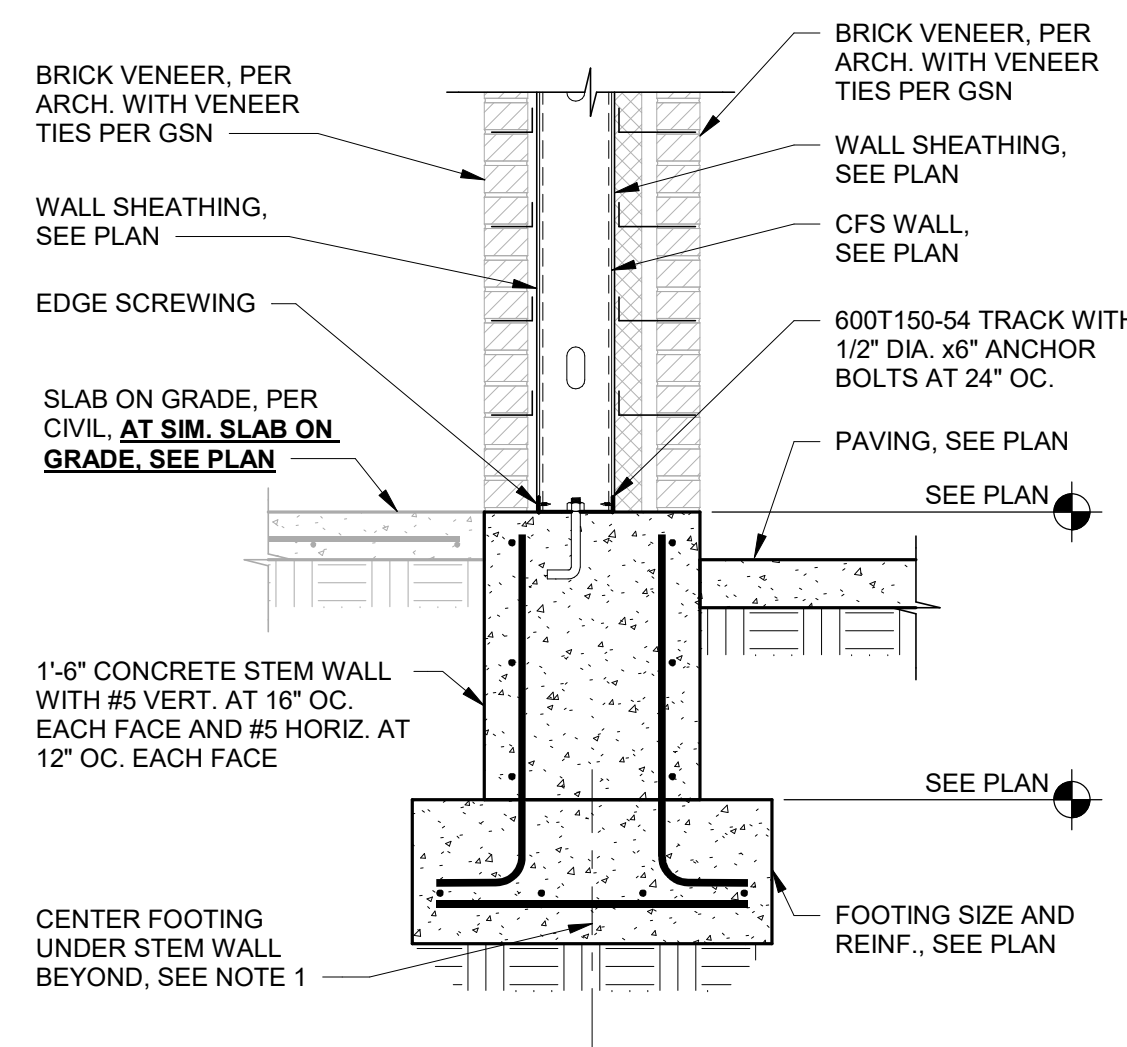 BRICK VENEER, PER
ARCH. WITH VENEER
TIES PER GSN
WALL SHEATHING,
SEE PLAN
EDGE SCREWING
SLAB ON GRADE, PER
CIVIL, AT SIM. SLAB ON
GRADE, SEE PLAN
1'-6" CONCRETE STEM WALL
WITH #5 VERT. AT 16" OC.
EACH FACE AND #5 HORIZ. AT
12" OC. EACH FACE
CENTER FOOTING
UNDER STEM WALL
BEYOND, SEE NOTE 1
BRICK VENEER, PER
ARCH. WITH VENEER
TIES PER GSN
WALL SHEATHING,
SEE PLAN
CFS WALL,
SEE PLAN
600T150-54 TRACK WITH
1/2" DIA. x6" ANCHOR
BOLTS AT 24" OC.
PAVING, SEE PLAN
SEE PLAN
SEE PLAN
FOOTING SIZE AND
REINF., SEE PLAN